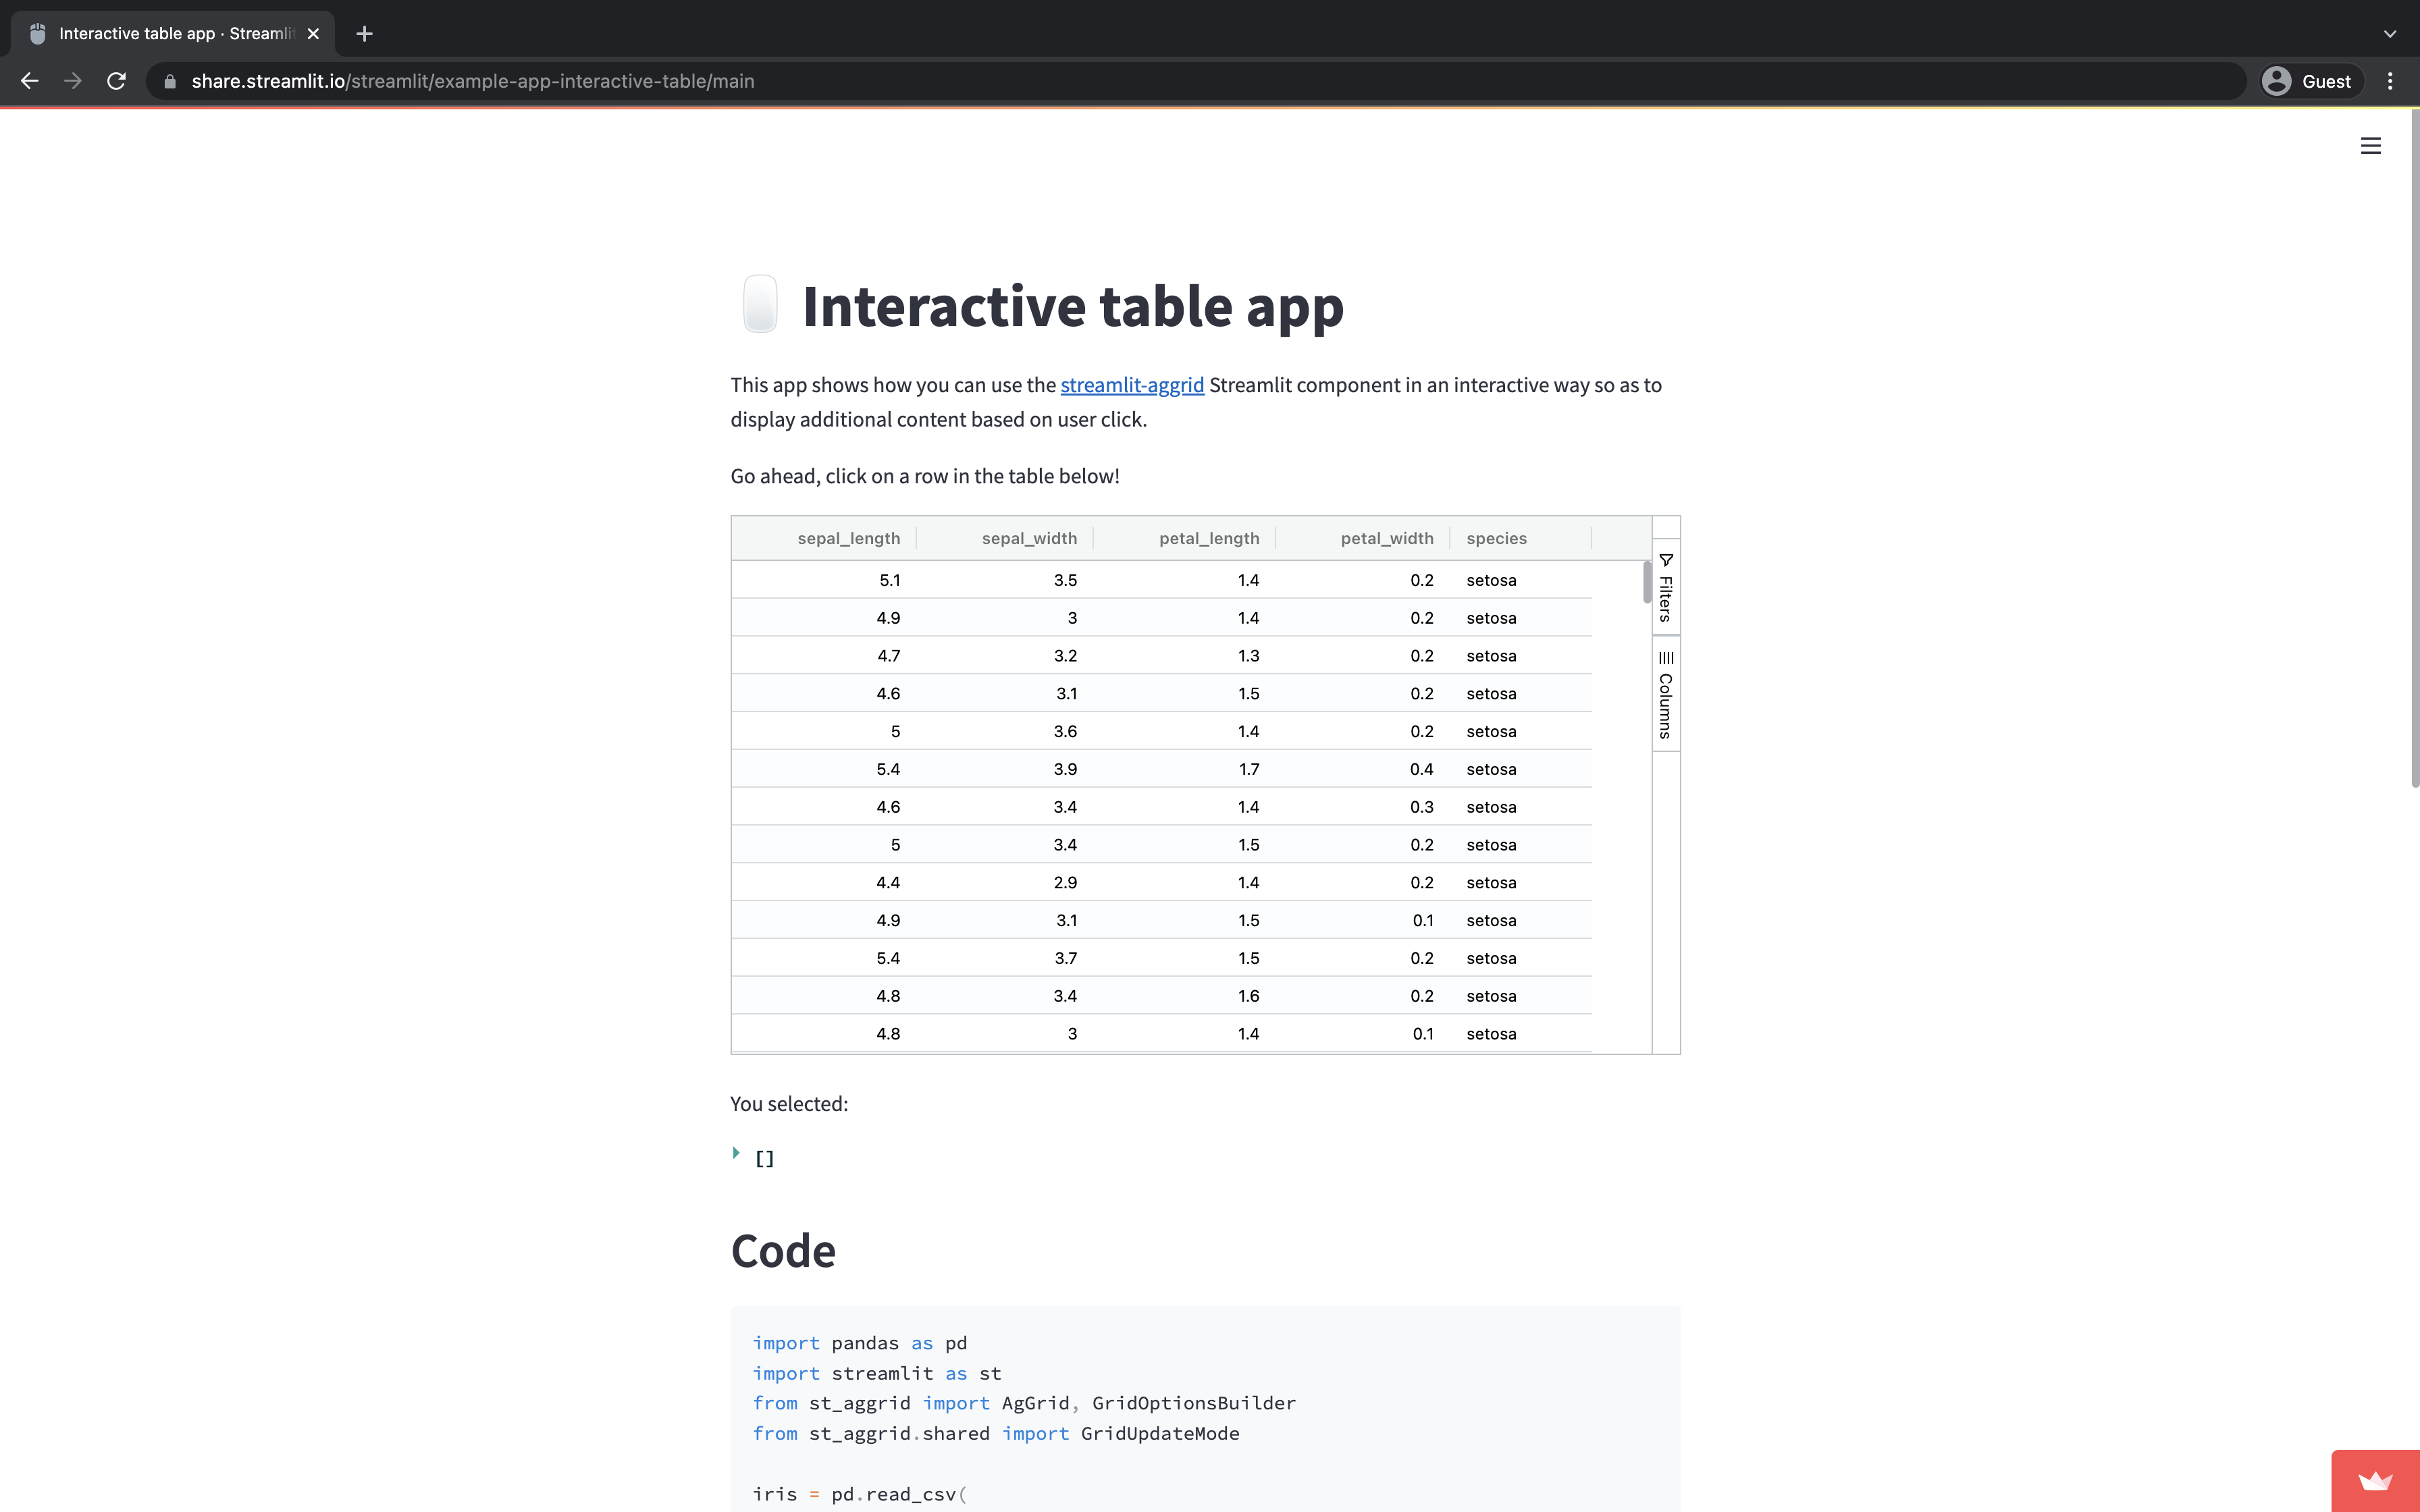 Interactive table app · Streamlit
share.streamlit.io/streamlit/example-app-interactive-table/main
Guest
Interactive table app
This app shows how you can use the streamlit-aggrid Streamlit component in an interactive way so as to
display additional content based on user click.
Go ahead, click on a row in the table below!
sepal_length sepal_width petal_length petal_width species
5.1 3.5 1.4 0.2 setosa
4.9 3 1.4 0.2 setosa
4.7 3.2 1.3 0.2 setosa
4.6 3.1 1.5 0.2 setosa
5 3.6 1.4 0.2 setosa
5.4 3.9 1.7 0.4 setosa
4.6 3.4 1.4 0.3 setosa
5 3.4 1.5 0.2 setosa
4.4 2.9 1.4 0.2 setosa
4.9 3.1 1.5 0.1 setosa
5.4 3.7 1.5 0.2 setosa
4.8 3.4 1.6 0.2 setosa
4.8 3 1.4 0.1 setosa
Filters
Columns
You selected:
[]
Code
import pandas as pd
import streamlit as st
from st_aggrid import AgGrid, GridOptionsBuilder
from st_aggrid.shared import GridUpdateMode
iris = pd.read_csv(